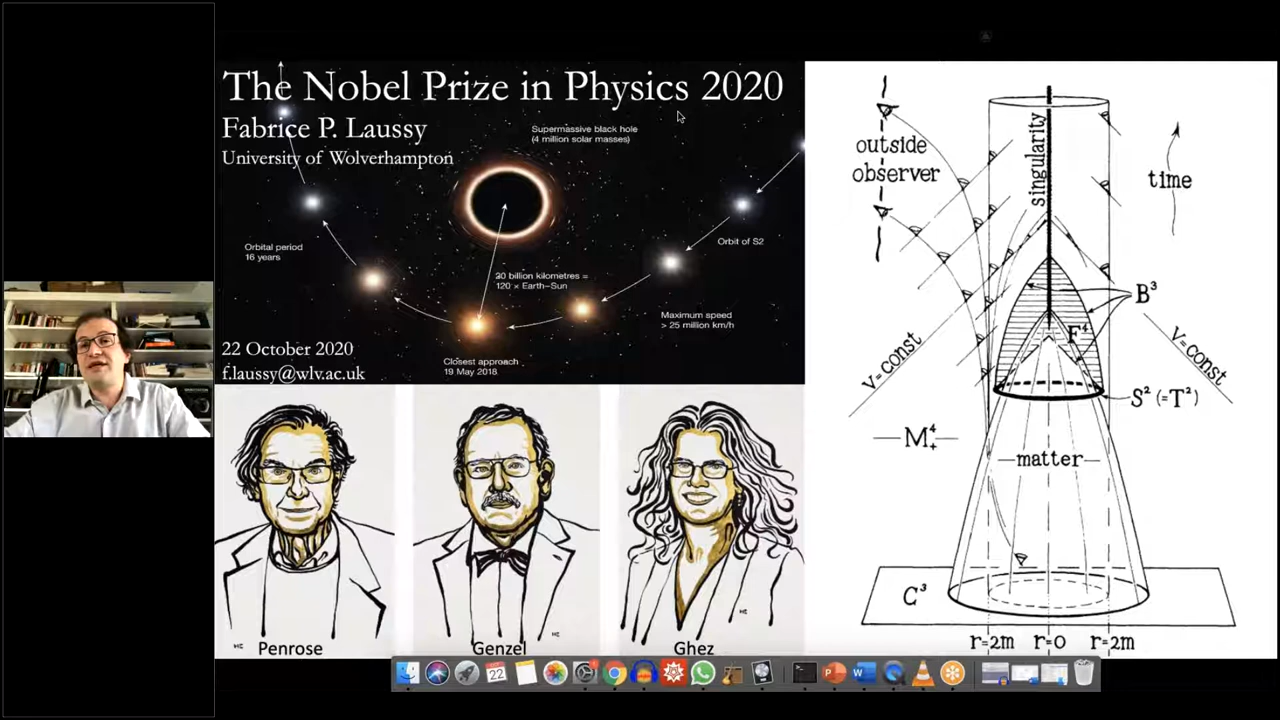 The Nobel Prize in Physics 2020
Fabrice P. Laussy
University of Wolverhampton
Supermassive black hole
(4 million solar masses)
Orbital period
16 years
Orbit of S2
20 billion kilometres =
120 × Earth–Sun
Maximum speed
> 25 million km/h
Closest approach
19 May 2018
22 October 2020
f.laussy@wlv.ac.uk
Penrose
Genzel
Ghez
outside
observer
singularity
time
B³
F⁴
V=const
V=const
S² (=T²)
M⁴₊
matter
C³
r=2m
r=0
r=2m
22
P
W